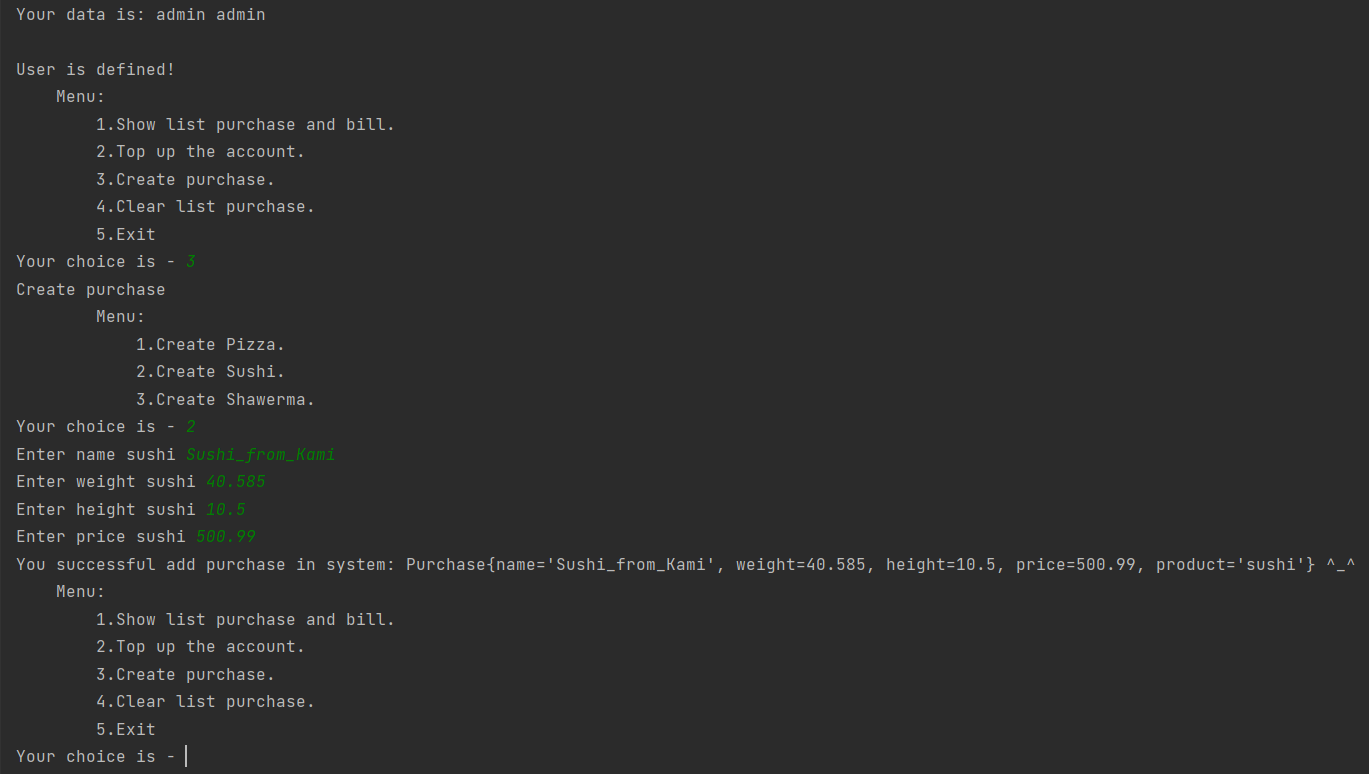 Your data is: admin admin
User is defined!
Menu:
1.Show list purchase and bill.
2.Top up the account.
3.Create purchase.
4.Clear list purchase.
5.Exit
Your choice is - 3
Create purchase
Menu:
1.Create Pizza.
2.Create Sushi.
3.Create Shawerma.
Your choice is - 2
Enter name sushi Sushi_from_Kami
Enter weight sushi 40.585
Enter height sushi 10.5
Enter price sushi 500.99
You successful add purchase in system: Purchase{name='Sushi_from_Kami', weight=40.585, height=10.5, price=500.99, product='sushi'} ^_^
Menu:
1.Show list purchase and bill.
2.Top up the account.
3.Create purchase.
4.Clear list purchase.
5.Exit
Your choice is -